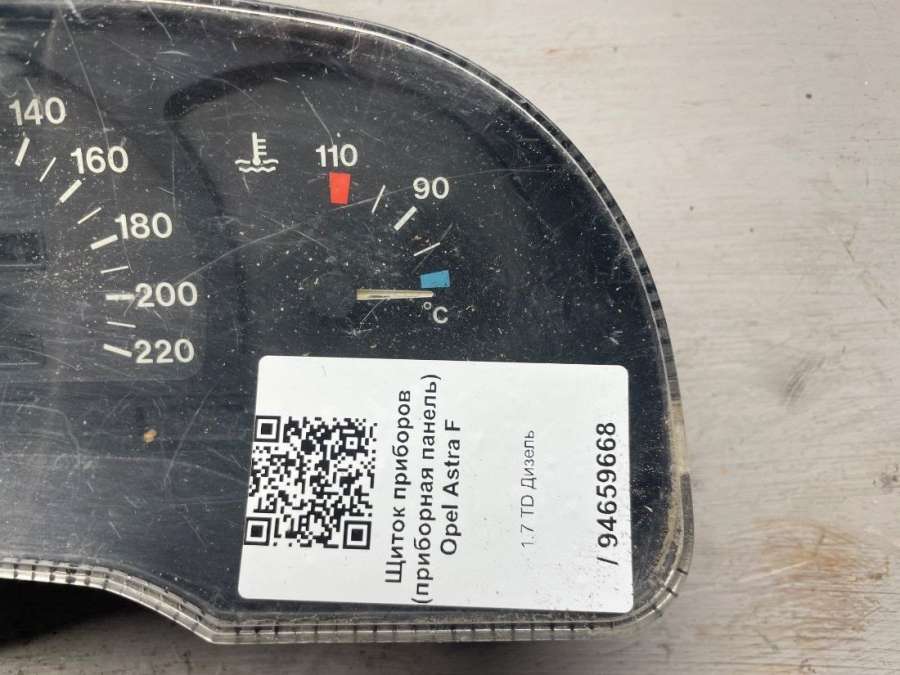 140
160
180
200
220
110
90
°C
Щиток приборов
(приборная панель)
Opel Astra F
1.7 TD Дизель
/ 94659668